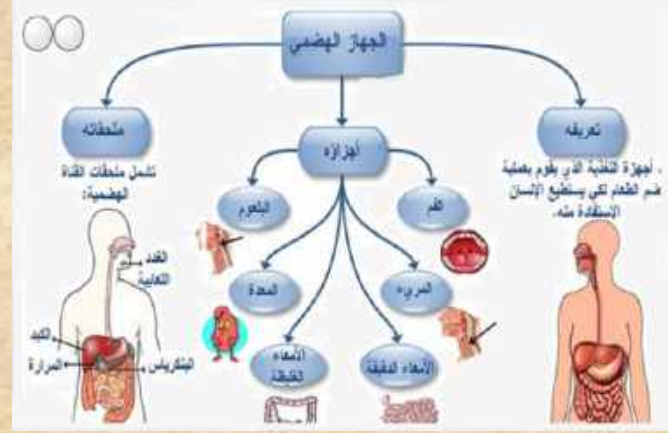 الجهاز الهضمي
تعريفه
. أجهزة التغذية الذي يقوم بعملية
ضم الطعام لكي يستطيع الإنسان
الاستفادة منه.
أجزاؤه
الفم
البلعوم
المريء
المعدة
الأمعاء الدقيقة
الأمعاء
الغليظة
ملحقاته
تشمل ملحقات القناة
الهضمية:
الغدد
اللعابية
الكبد
المرارة
البنكرياس